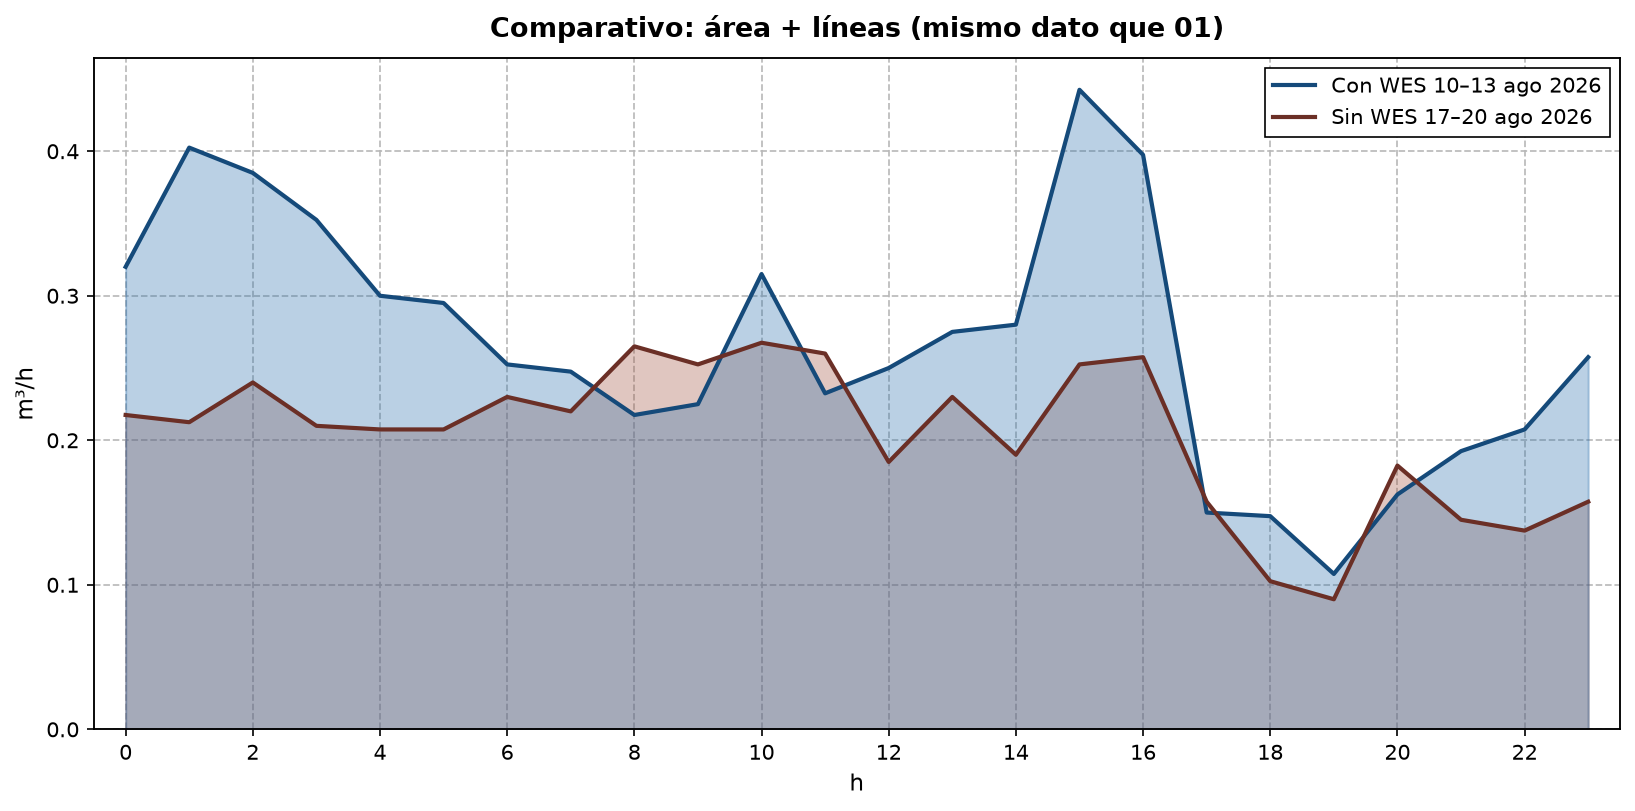 Comparativo: área + líneas (mismo dato que 01)
Con WES 10–13 ago 2026
Sin WES 17–20 ago 2026
m³/h
0.4
0.3
0.2
0.1
0.0
0 2 4 6 8 10 12 14 16 18 20 22
h